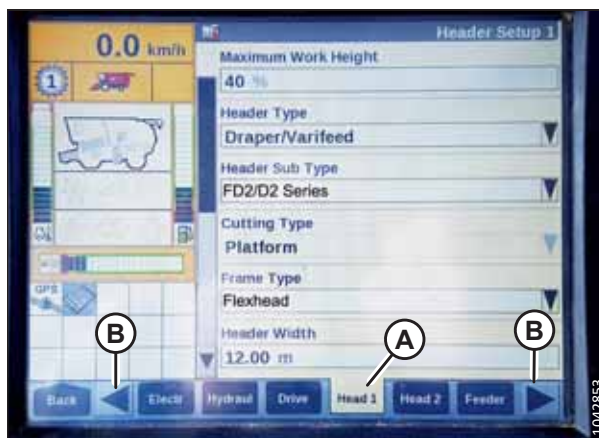 0.0 km/h
Header Setup 1
Maximum Work Height
40 %
1
Header Type
Draper/Varifeed
Header Sub Type
FD2/D2 Series
Cutting Type
Platform
Frame Type
Flexhead
GPS
Header Width
12.00 m
B
A
B
Back
Electr
Hydraul
Drive
Head 1
Head 2
Feeder
1042853